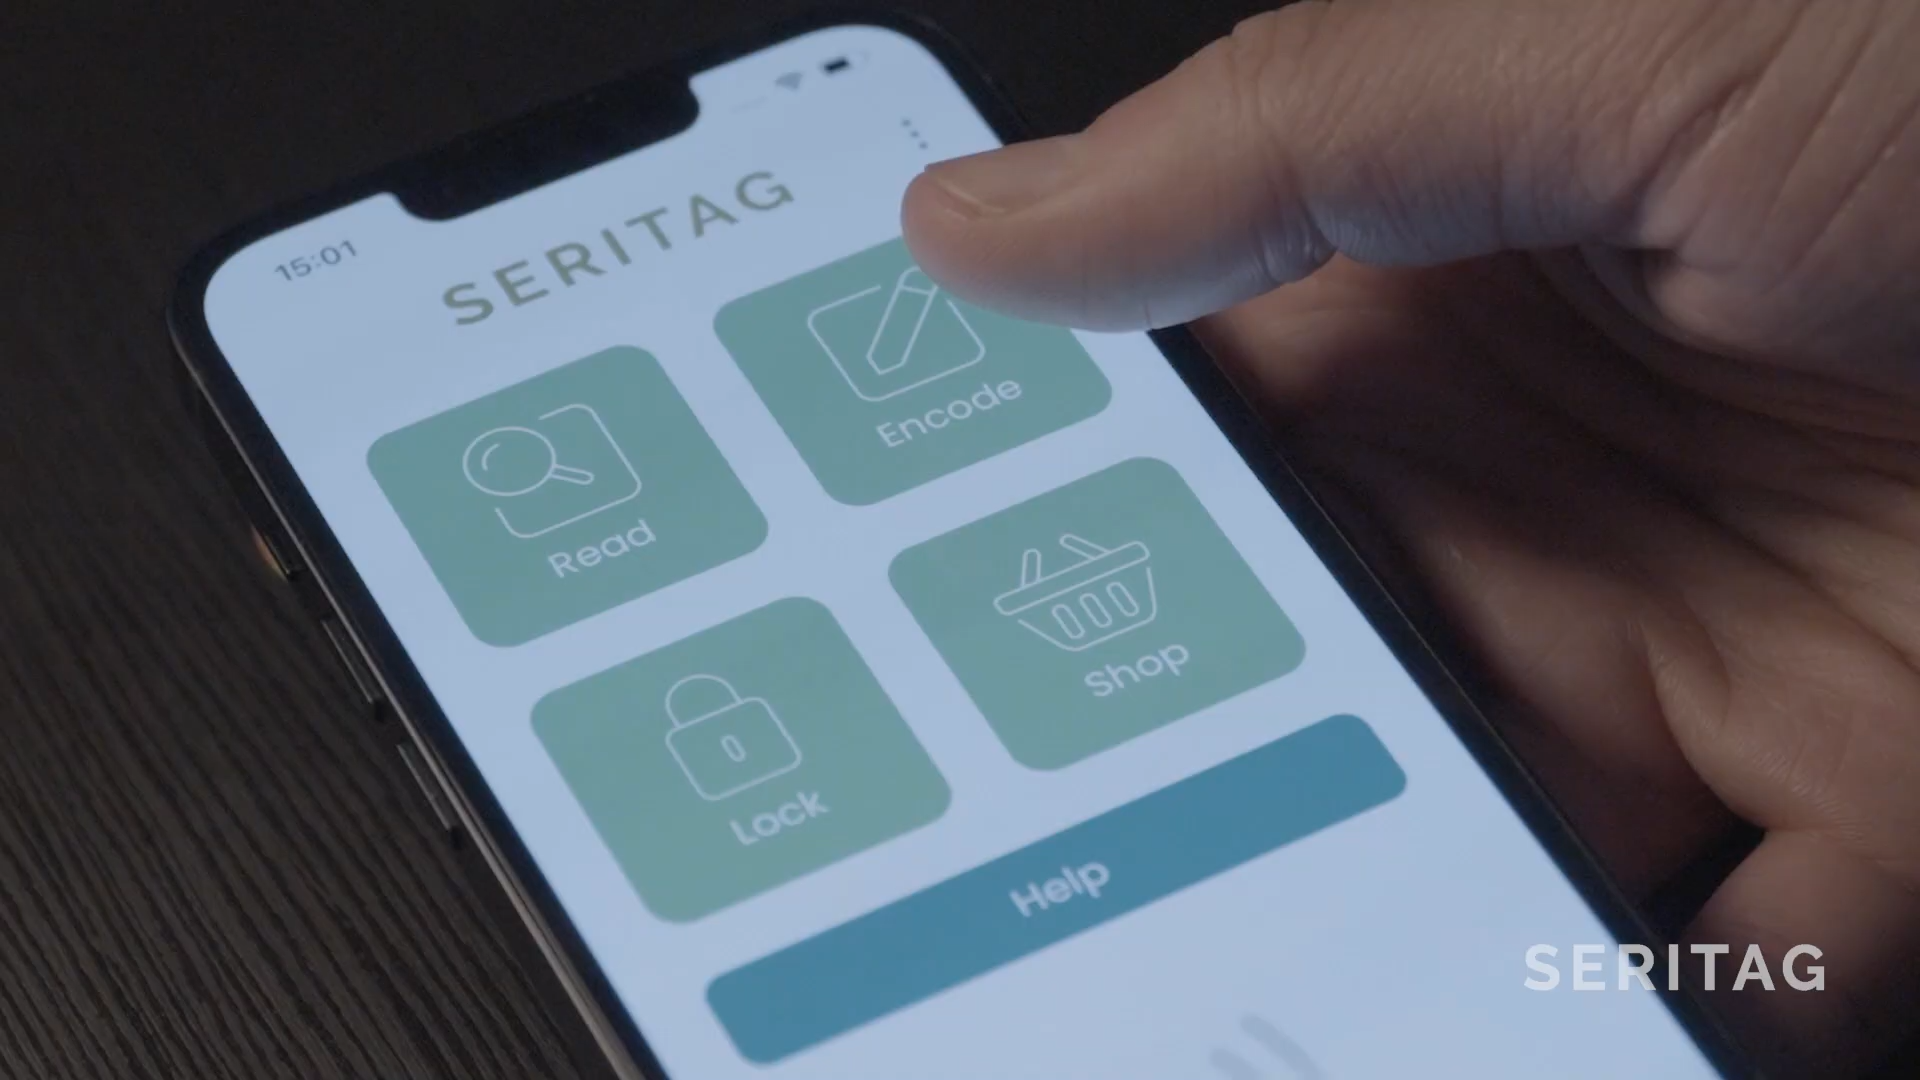 15:01
SERITAG
Read
Encode
Lock
Shop
Help
SERITAG